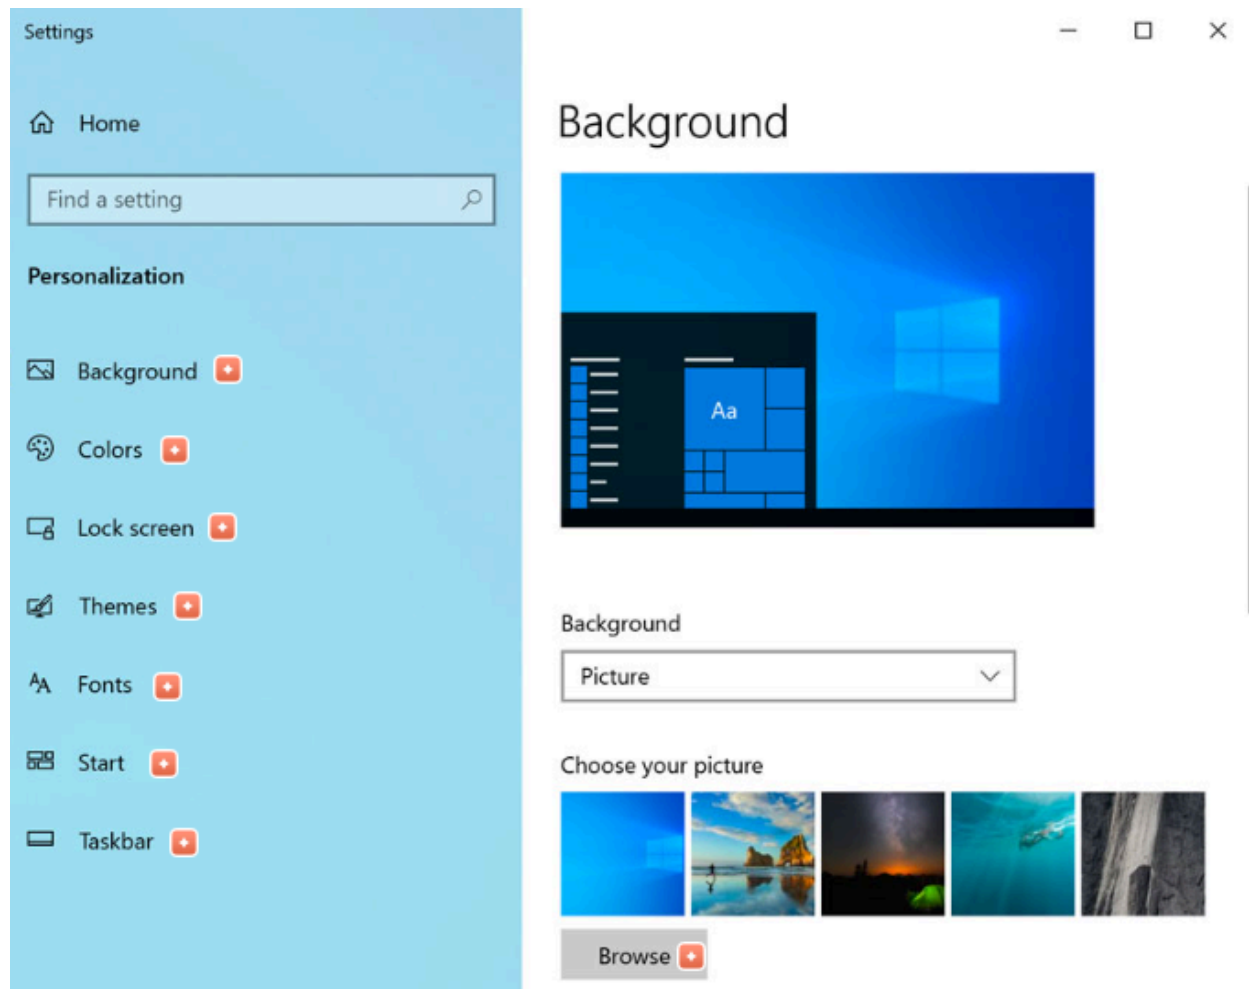 Settings
Home
Find a setting
Personalization
Background
Colors
Lock screen
Themes
Fonts
Start
Taskbar
Background
Aa
Background
Picture
Choose your picture
Browse